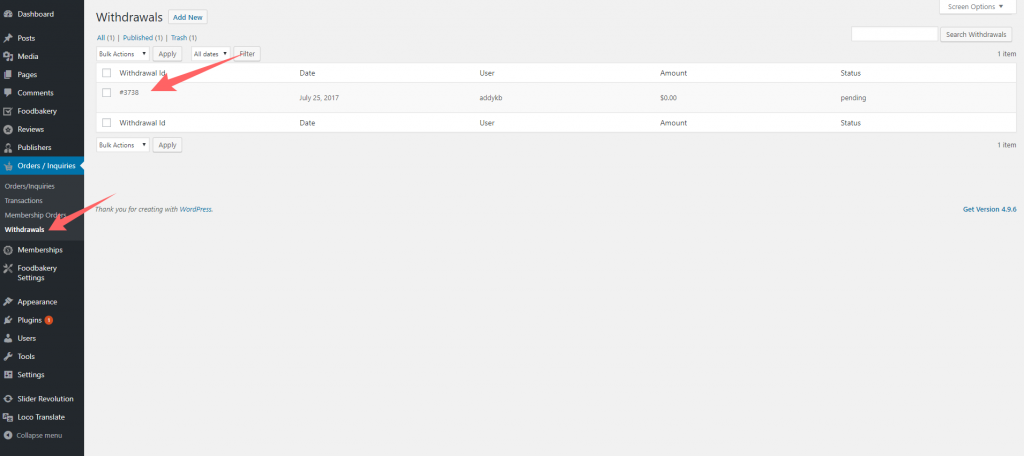 Dashboard
Posts
Media
Pages
Comments
Foodbakery
Reviews
Publishers
Orders / Inquiries
Orders/Inquiries
Transactions
Membership Orders
Withdrawals
Memberships
Foodbakery
Settings
Appearance
Plugins 1
Users
Tools
Settings
Slider Revolution
Loco Translate
Collapse menu
Screen Options
Withdrawals Add New
All (1) | Published (1) | Trash (1)
Search Withdrawals
Bulk Actions Apply All dates Filter 1 item
Withdrawal Id Date User Amount Status
#3738 July 25, 2017 addykb $0.00 pending
Withdrawal Id Date User Amount Status
Bulk Actions Apply 1 item
Thank you for creating with WordPress. Get Version 4.9.6